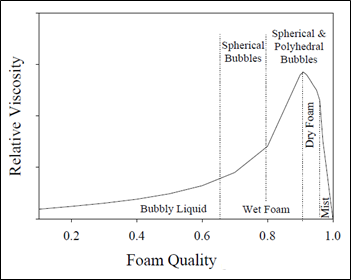 Spherical
Bubbles
Spherical &
Polyhedral
Bubbles
Relative Viscosity
Dry Foam
Mist
Bubbly Liquid
Wet Foam
0.2
0.4
0.6
0.8
1.0
Foam Quality